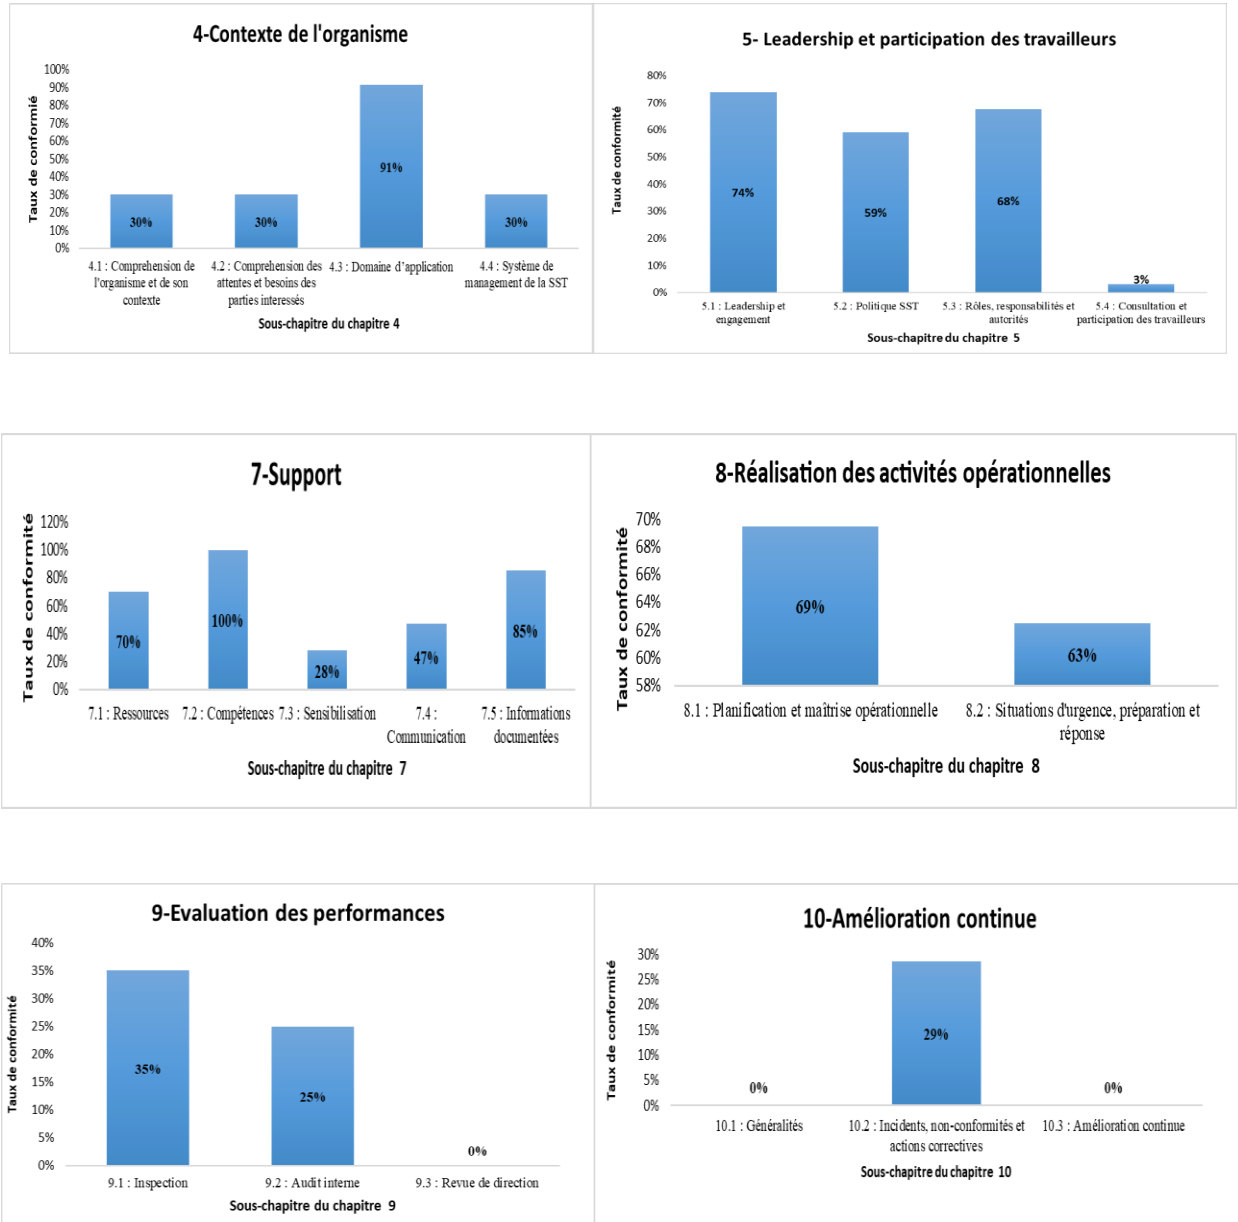 4-Contexte de l'organisme
Taux de conformié
100%
90%
80%
70%
60%
50%
40%
30%
20%
10%
0%
30%
30%
91%
30%
4.1 : Comprehension de
l'organisme et de son
contexte
4.2 : Comprehension des
attentes et besoins des
parties interessés
4.3 : Domaine d'application
4.4 : Système de
management de la SST
Sous-chapitre du chapitre 4
5- Leadership et participation des travailleurs
Taux de conformité
80%
70%
60%
50%
40%
30%
20%
10%
0%
74%
59%
68%
3%
5.1 : Leadership et
engagement
5.2 : Politique SST
5.3 : Rôles, responsabilités et
autorités
5.4 : Consultation et
participation des travailleurs
Sous-chapitre du chapitre 5
7-Support
Taux de conformité
120%
100%
80%
60%
40%
20%
0%
70%
100%
28%
47%
85%
7.1 : Ressources
7.2 : Compétences
7.3 : Sensibilisation
7.4 :
Communication
7.5 : Informations
documentées
Sous-chapitre du chapitre 7
8-Réalisation des activités opérationnelles
Taux de conformité
70%
68%
66%
64%
62%
60%
58%
69%
63%
8.1 : Planification et maîtrise opérationnelle
8.2 : Situations d'urgence, préparation et
réponse
Sous-chapitre du chapitre 8
9-Evaluation des performances
Taux de conformité
40%
35%
30%
25%
20%
15%
10%
5%
0%
35%
25%
0%
9.1 : Inspection
9.2 : Audit interne
9.3 : Revue de direction
Sous-chapitre du chapitre 9
10-Amélioration continue
Taux de conformité
30%
25%
20%
15%
10%
5%
0%
0%
29%
0%
10.1 : Généralités
10.2 : Incidents, non-conformités et
actions correctives
10.3 : Amélioration continue
Sous-chapitre du chapitre 10